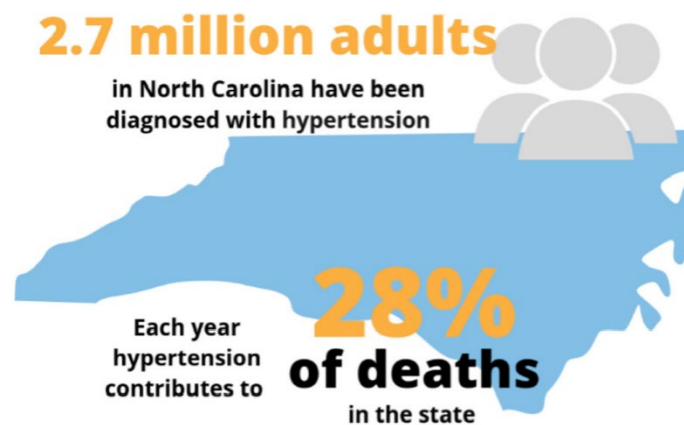 2.7 million adults
in North Carolina have been
diagnosed with hypertension
Each year
hypertension
contributes to
28%
of deaths
in the state